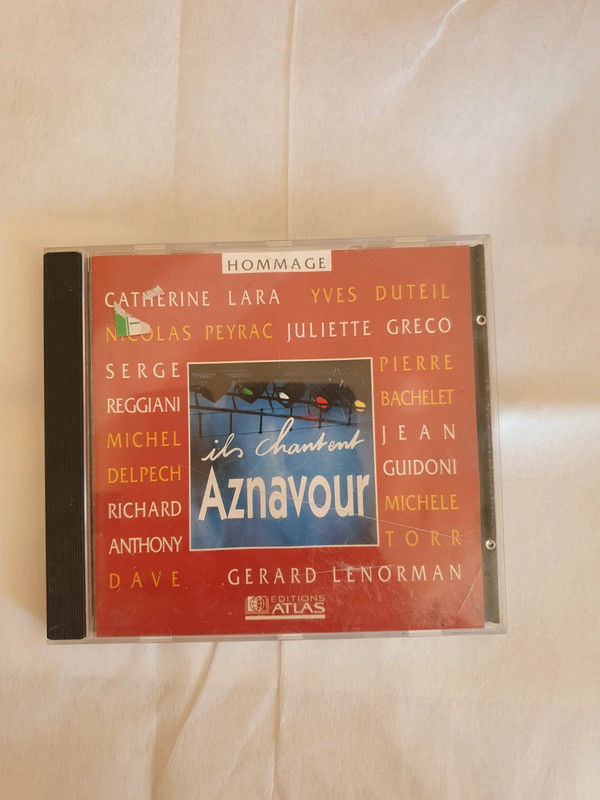 HOMMAGE
CATHERINE LARA YVES DUTEIL
NICOLAS PEYRAC JULIETTE GRECO
SERGE
REGGIANI
MICHEL
DELPECH
RICHARD
ANTHONY
DAVE
ils chantent
Aznavour
PIERRE
BACHELET
JEAN
GUIDONI
MICHELE
TORR
GERARD LENORMAN
EDITIONS
ATLAS